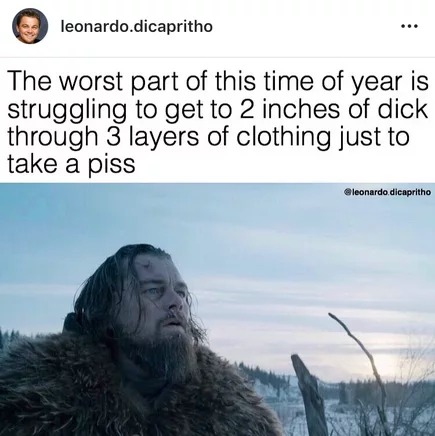 leonardo.dicapritho
The worst part of this time of year is
struggling to get to 2 inches of dick
through 3 layers of clothing just to
take a piss
@leonardo.dicapritho